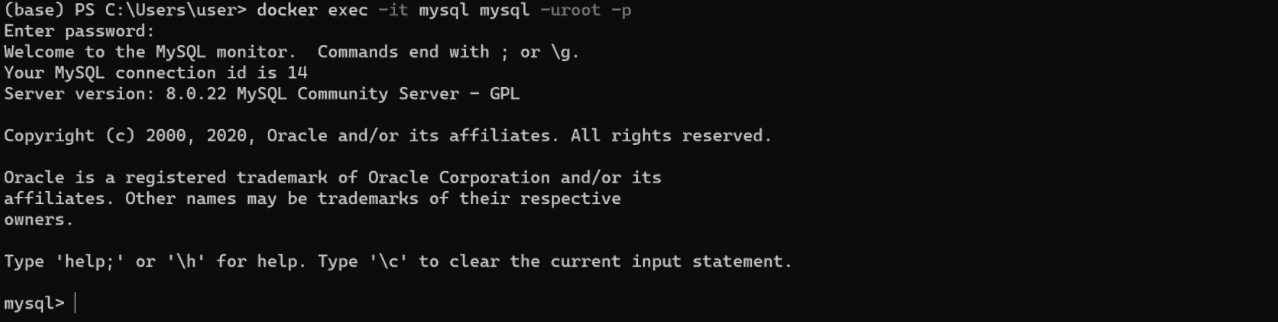 (base) PS C:\Users\user> docker exec -it mysql mysql -uroot -p
Enter password:
Welcome to the MySQL monitor.  Commands end with ; or \g.
Your MySQL connection id is 14
Server version: 8.0.22 MySQL Community Server - GPL
Copyright (c) 2000, 2020, Oracle and/or its affiliates. All rights reserved.
Oracle is a registered trademark of Oracle Corporation and/or its
affiliates. Other names may be trademarks of their respective
owners.
Type 'help;' or '\h' for help. Type '\c' to clear the current input statement.
mysql>